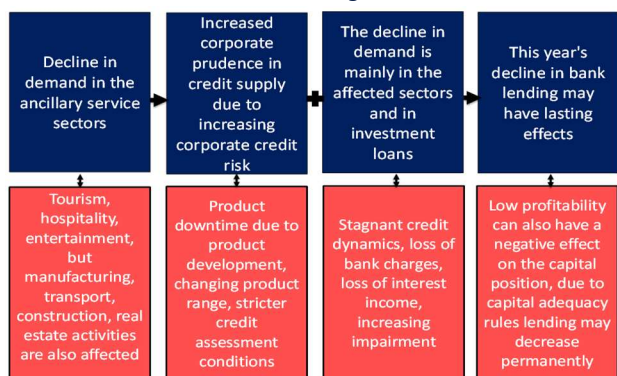 Decline in
demand in the
ancillary service
sectors
Increased
corporate
prudence in
credit supply
due to
increasing
corporate credit
risk
The decline in
demand is
mainly in the
affected sectors
and in
investment
loans
This year's
decline in bank
lending may
have lasting
effects
Tourism,
hospitality,
entertainment,
but
manufacturing,
transport,
construction, real
estate activities
are also affected
Product
downtime due to
product
development,
changing product
range, stricter
credit
assessment
conditions
Stagnant credit
dynamics, loss of
bank charges,
loss of interest
income,
increasing
impairment
Low profitability
can also have a
negative effect
on the capital
position, due to
capital adequacy
rules lending may
decrease
permanently